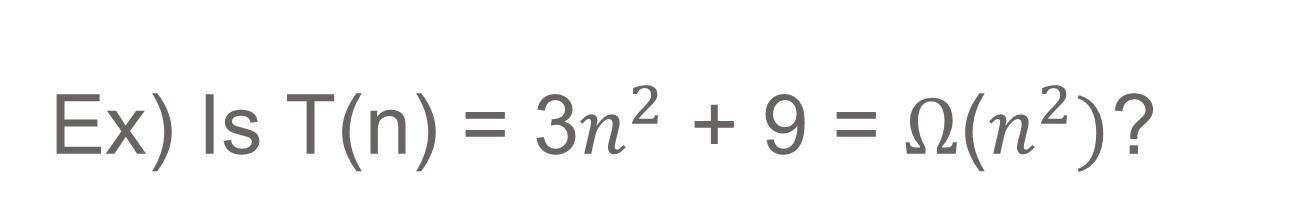 Ex) Is T(n) = 3𝑛² + 9 = Ω(𝑛²)?